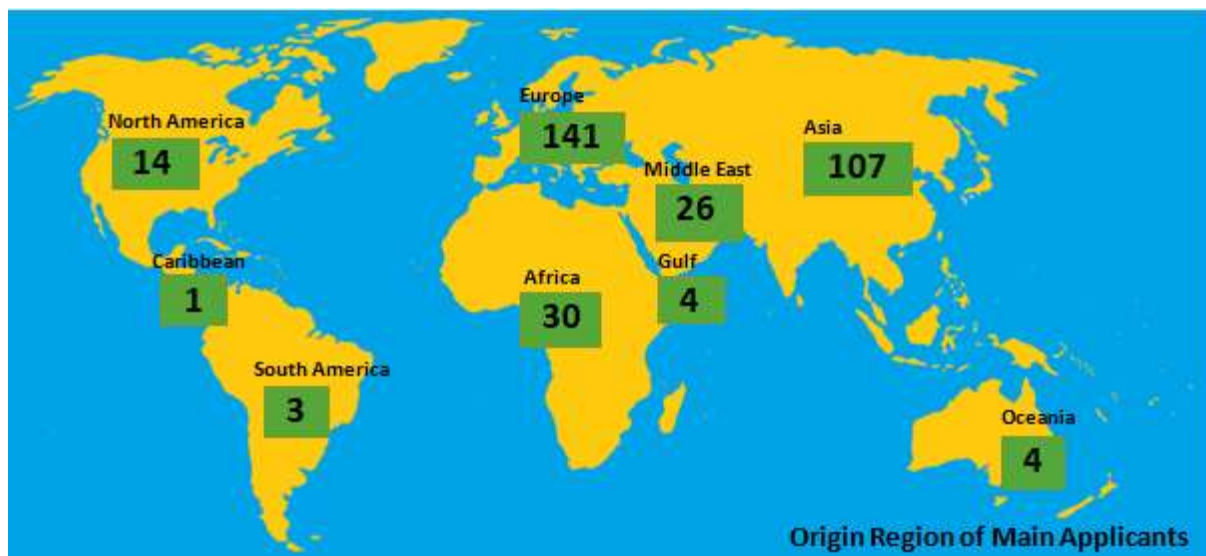 Europe
141
North America
14
Asia
107
Middle East
26
Caribbean
1
Africa
30
Gulf
4
South America
3
Oceania
4
Origin Region of Main Applicants